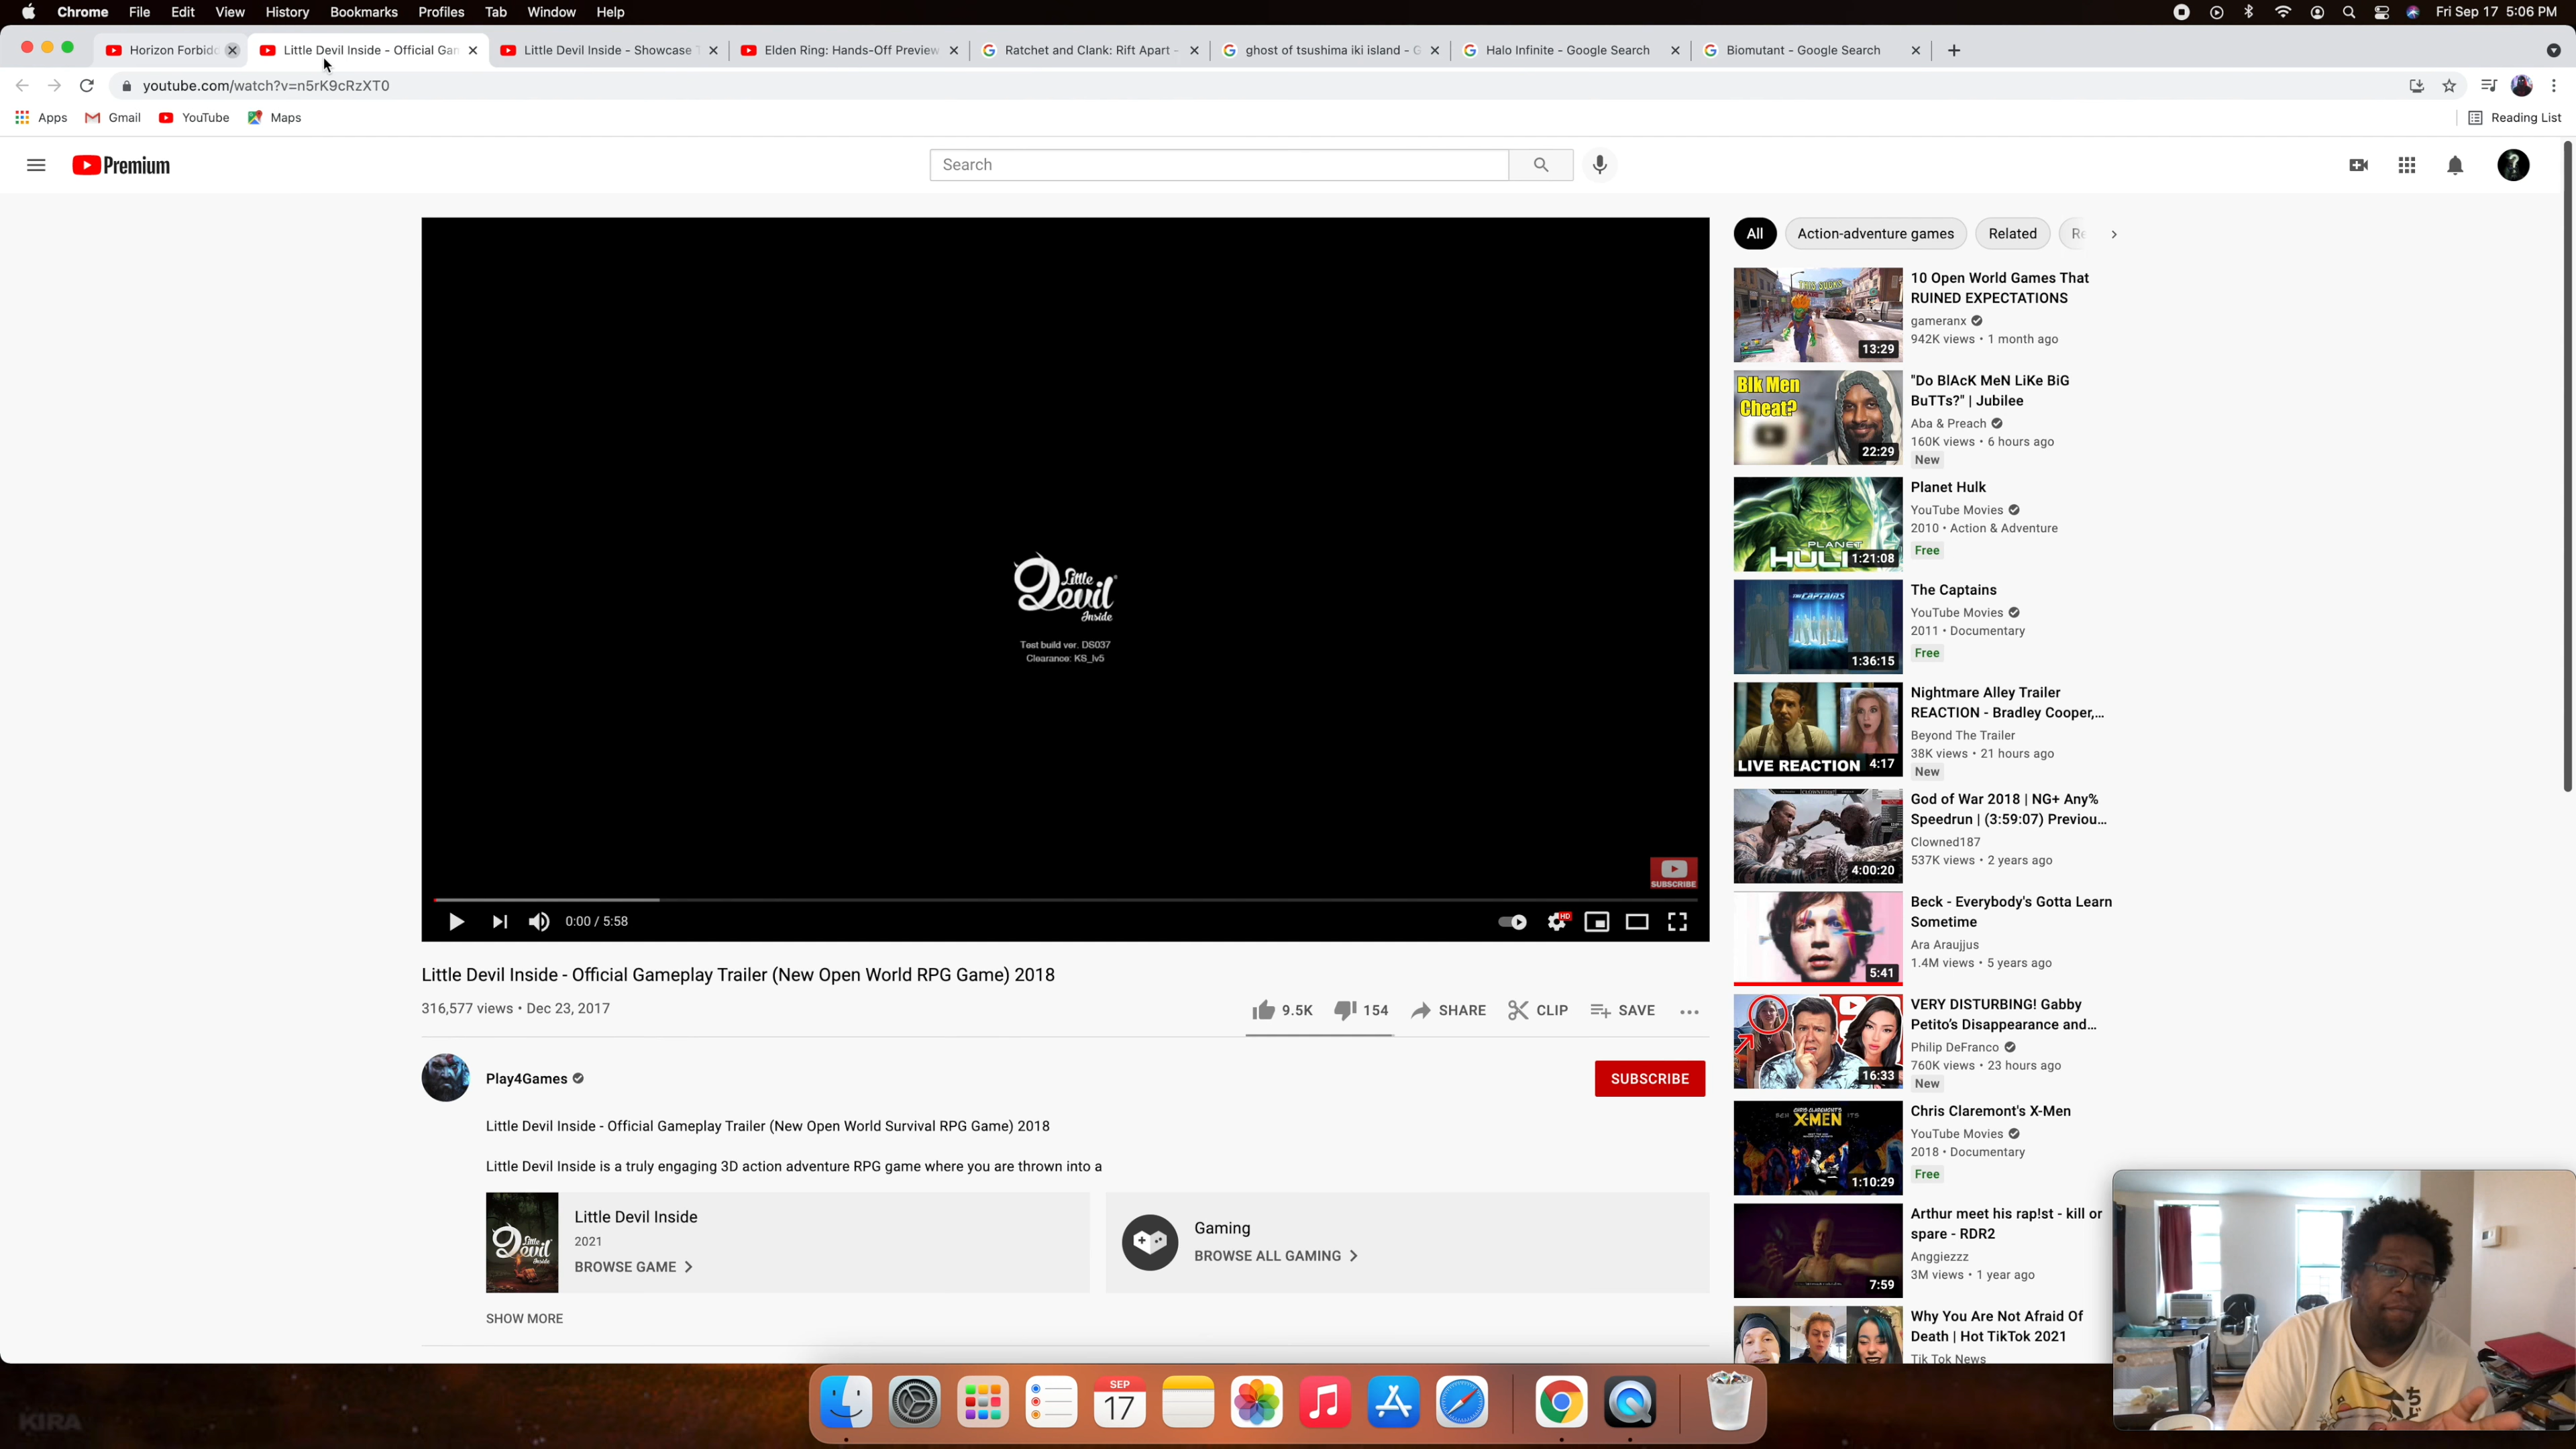 Chrome File Edit View History Bookmarks Profiles Tab Window Help
Fri Sep 17 5:06 PM
Horizon Forbidd
Little Devil Inside - Official Gam
Little Devil Inside - Showcase T
Elden Ring: Hands-Off Preview
Ratchet and Clank: Rift Apart -
ghost of tsushima iki island - G
Halo Infinite - Google Search
Biomutant - Google Search
youtube.com/watch?v=n5rK9cRzXT0
Apps Gmail YouTube Maps
Reading List
Premium
Search
Little
Devil
Inside
Test build ver. DS037
Clearance: KS_lv5
SUBSCRIBE
0:00 / 5:58
HD
Little Devil Inside - Official Gameplay Trailer (New Open World RPG Game) 2018
316,577 views • Dec 23, 2017
9.5K 154 SHARE CLIP SAVE
Play4Games
SUBSCRIBE
Little Devil Inside - Official Gameplay Trailer (New Open World Survival RPG Game) 2018
Little Devil Inside is a truly engaging 3D action adventure RPG game where you are thrown into a
Little
Devil
Inside
Little Devil Inside
2021
BROWSE GAME
Gaming
BROWSE ALL GAMING
SHOW MORE
All Action-adventure games Related Re
13:29
10 Open World Games That
RUINED EXPECTATIONS
gameranx
942K views • 1 month ago
Blk Men
Cheat?
22:29
"Do BlAcK MeN LiKe BiG
BuTTs?" | Jubilee
Aba & Preach
160K views • 6 hours ago
New
PLANET
HULK
1:21:08
Planet Hulk
YouTube Movies
2010 • Action & Adventure
Free
THE CAPTAINS
1:36:15
The Captains
YouTube Movies
2011 • Documentary
Free
LIVE REACTION 4:17
Nightmare Alley Trailer
REACTION - Bradley Cooper,...
Beyond The Trailer
38K views • 21 hours ago
New
4:00:20
God of War 2018 | NG+ Any%
Speedrun | (3:59:07) Previou...
Clowned187
537K views • 2 years ago
5:41
Beck - Everybody's Gotta Learn
Sometime
Ara Araujjus
1.4M views • 5 years ago
16:33
VERY DISTURBING! Gabby
Petito's Disappearance and...
Philip DeFranco
760K views • 23 hours ago
New
CHRIS CLAREMONT'S
X-MEN
1:10:29
Chris Claremont's X-Men
YouTube Movies
2018 • Documentary
Free
7:59
Arthur meet his rap!st - kill or
spare - RDR2
Anggiezzz
3M views • 1 year ago
Why You Are Not Afraid Of
Death | Hot TikTok 2021
Tik Tok News
KIRA
SEP
17